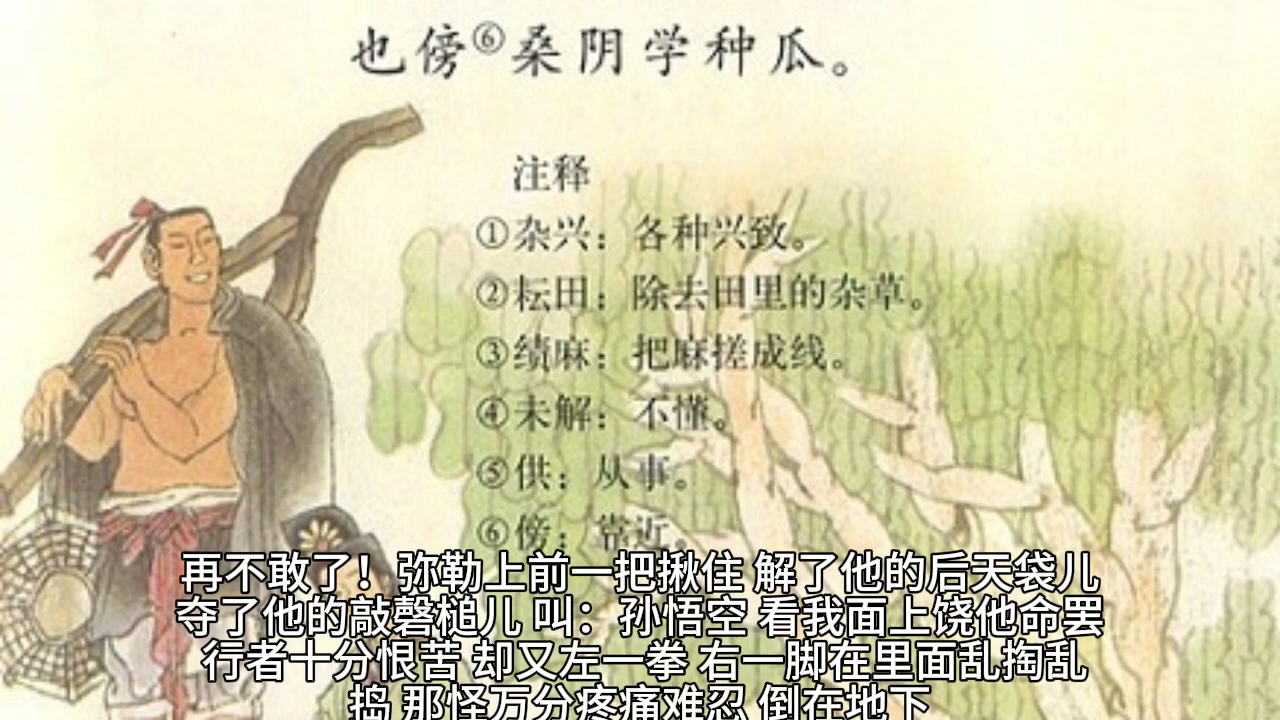 也傍⑥桑阴学种瓜。
注释
①杂兴：各种兴致。
②耘田：除去田里的杂草。
③绩麻：把麻搓成线。
④未解：不懂。
⑤供：从事。
⑥傍：靠近。
再不敢了！弥勒上前一把揪住 解了他的后天袋儿
夺了他的敲磬槌儿 叫：孙悟空 看我面上饶他命罢
行者十分恨苦 却又左一拳 右一脚在里面乱掏乱
捣 那怪万分疼痛难忍 倒在地下